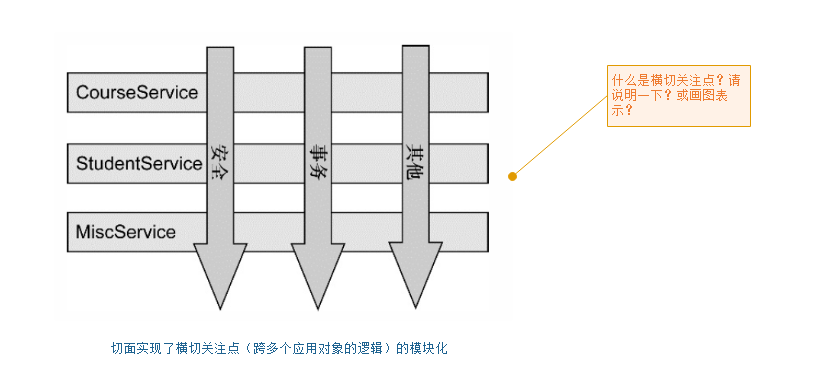 CourseService
StudentService
MiscService
安全
事务
其他
什么是横切关注点？请
说明一下？或画图表
示？
切面实现了横切关注点（跨多个应用对象的逻辑）的模块化